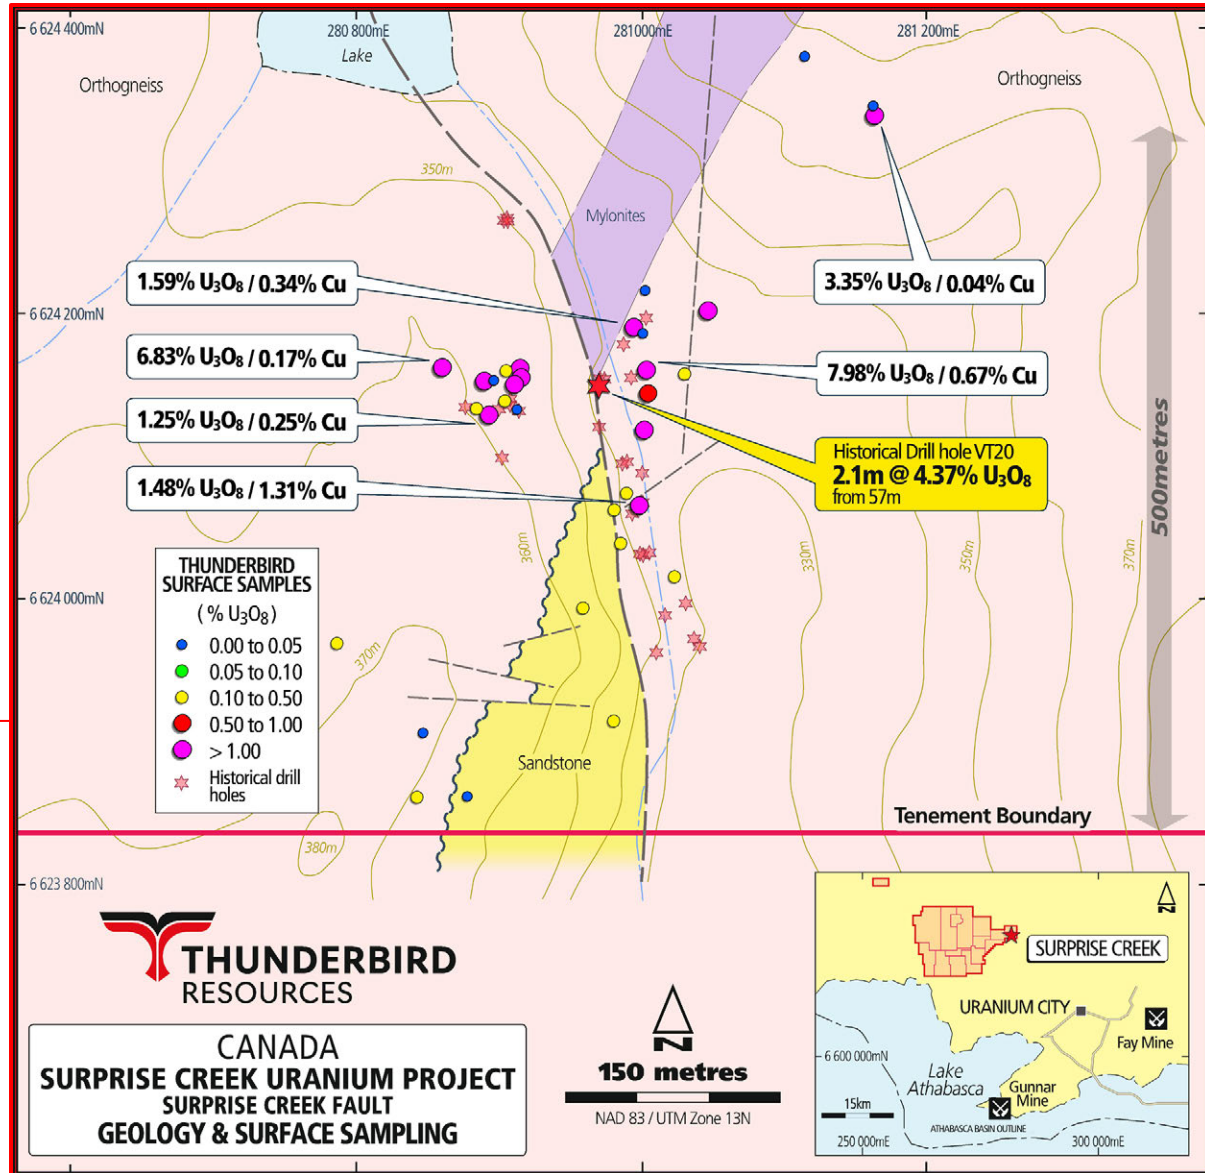 6 624 400mN
280 800mE
281 000mE
281 200mE
Lake
Orthogneiss
Orthogneiss
350m
Mylonites
1.59% U₃O₈ / 0.34% Cu
3.35% U₃O₈ / 0.04% Cu
6 624 200mN
6.83% U₃O₈ / 0.17% Cu
7.98% U₃O₈ / 0.67% Cu
1.25% U₃O₈ / 0.25% Cu
Historical Drill hole VT20
2.1m @ 4.37% U₃O₈
from 57m
1.48% U₃O₈ / 1.31% Cu
500metres
360m
330m
350m
370m
THUNDERBIRD
SURFACE SAMPLES
( % U₃O₈ )
0.00 to 0.05
0.05 to 0.10
0.10 to 0.50
0.50 to 1.00
> 1.00
Historical drill
holes
6 624 000mN
370m
Sandstone
Tenement Boundary
380m
6 623 800mN
THUNDERBIRD
RESOURCES
CANADA
SURPRISE CREEK URANIUM PROJECT
SURPRISE CREEK FAULT
GEOLOGY & SURFACE SAMPLING
N
150 metres
NAD 83 / UTM Zone 13N
N
SURPRISE CREEK
URANIUM CITY
Fay Mine
6 600 000mN
Lake
Athabasca
Gunnar
Mine
15km
ATHABASCA BASIN OUTLINE
250 000mE
300 000mE